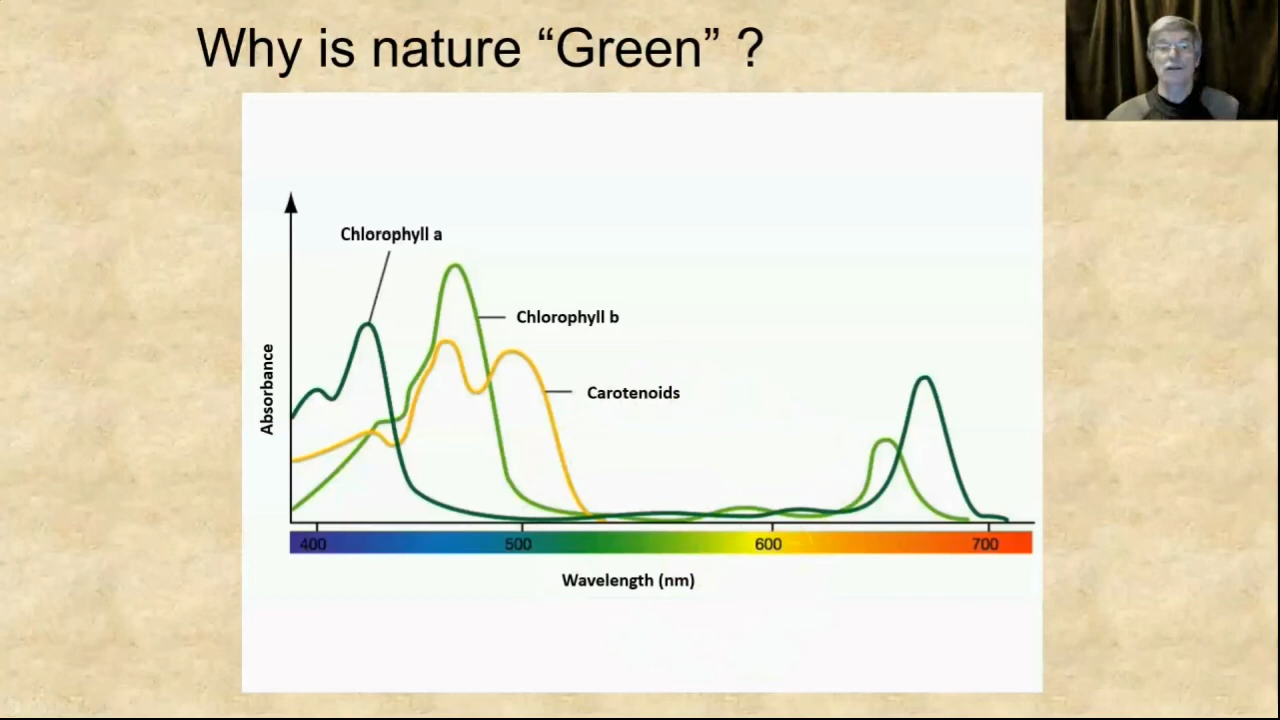 Why is nature “Green” ?
Chlorophyll a
Chlorophyll b
Carotenoids
Absorbance
400 500 600 700
Wavelength (nm)